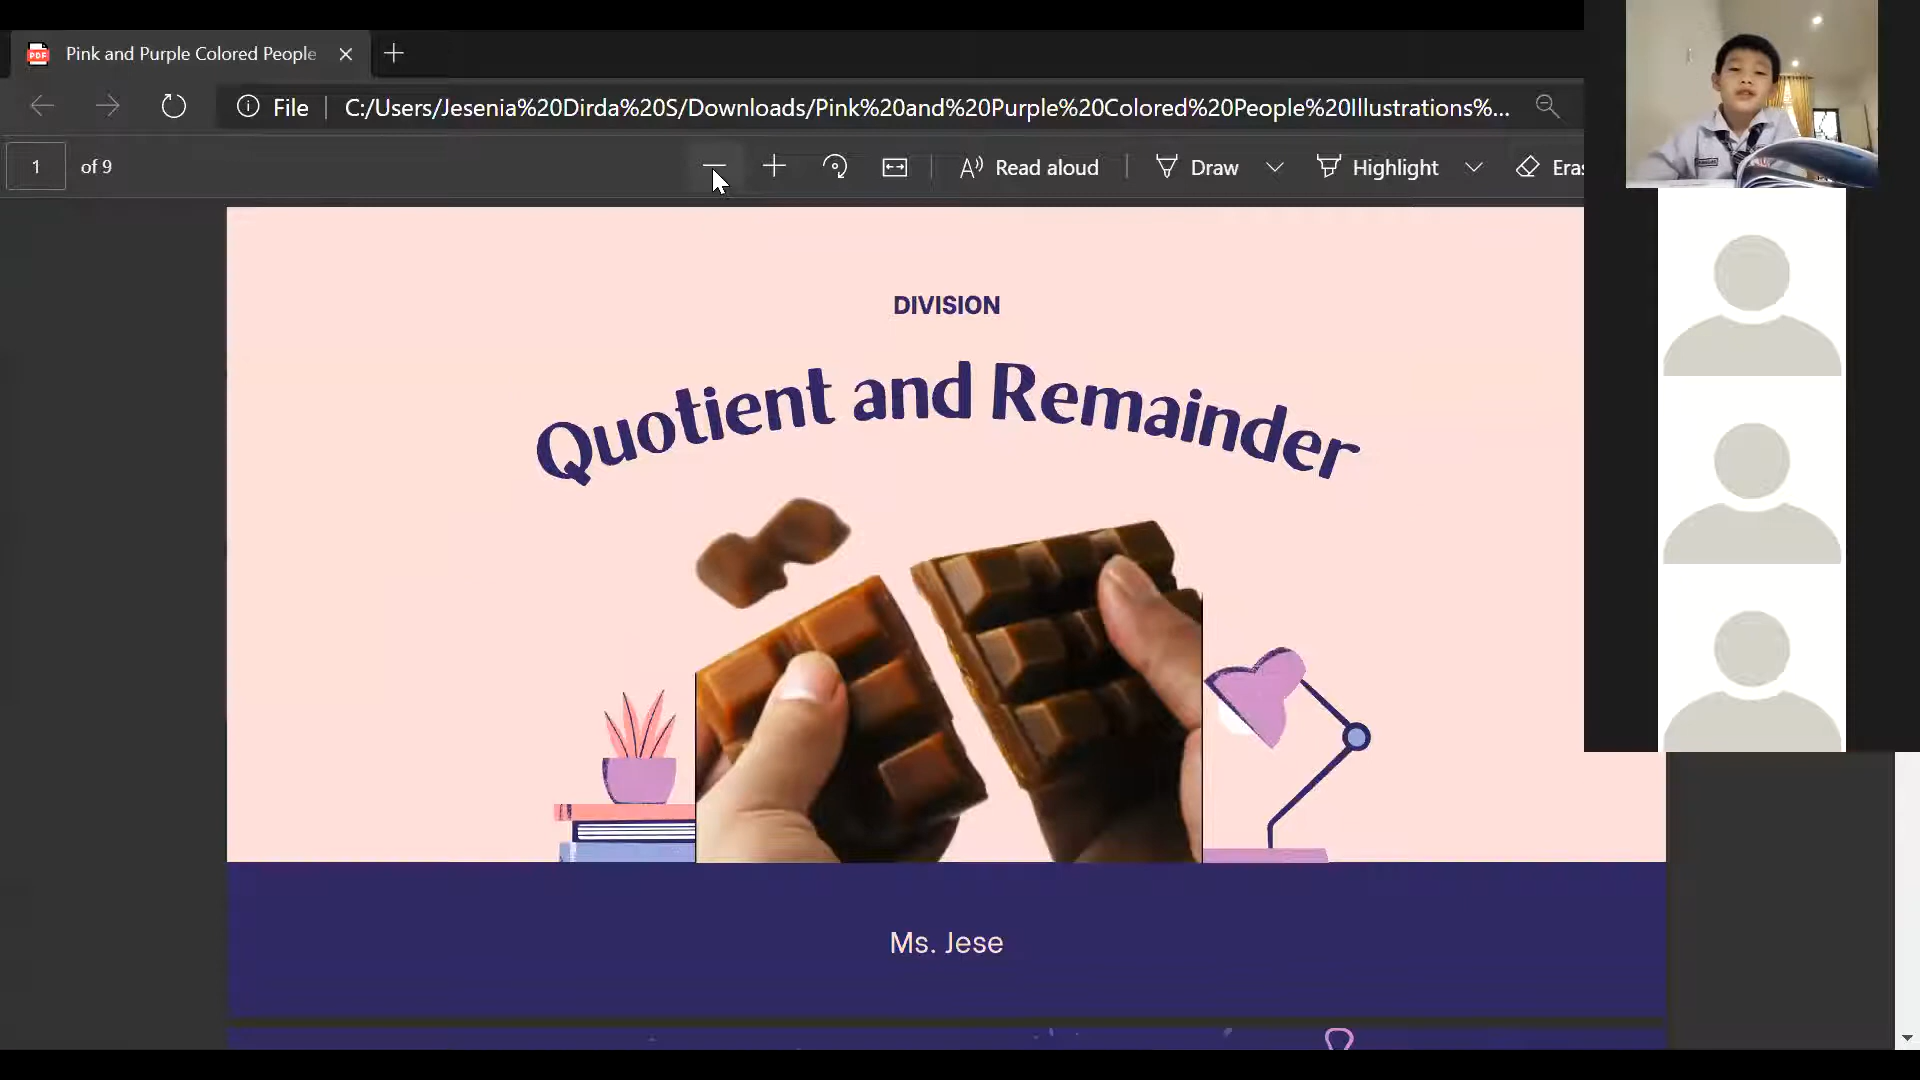 Pink and Purple Colored People
File
C:/Users/Jesenia%20Dirda%20S/Downloads/Pink%20and%20Purple%20Colored%20People%20Illustrations%...
1 of 9
Read aloud
Draw
Highlight
Eras
DIVISION
Quotient and Remainder
Ms. Jese